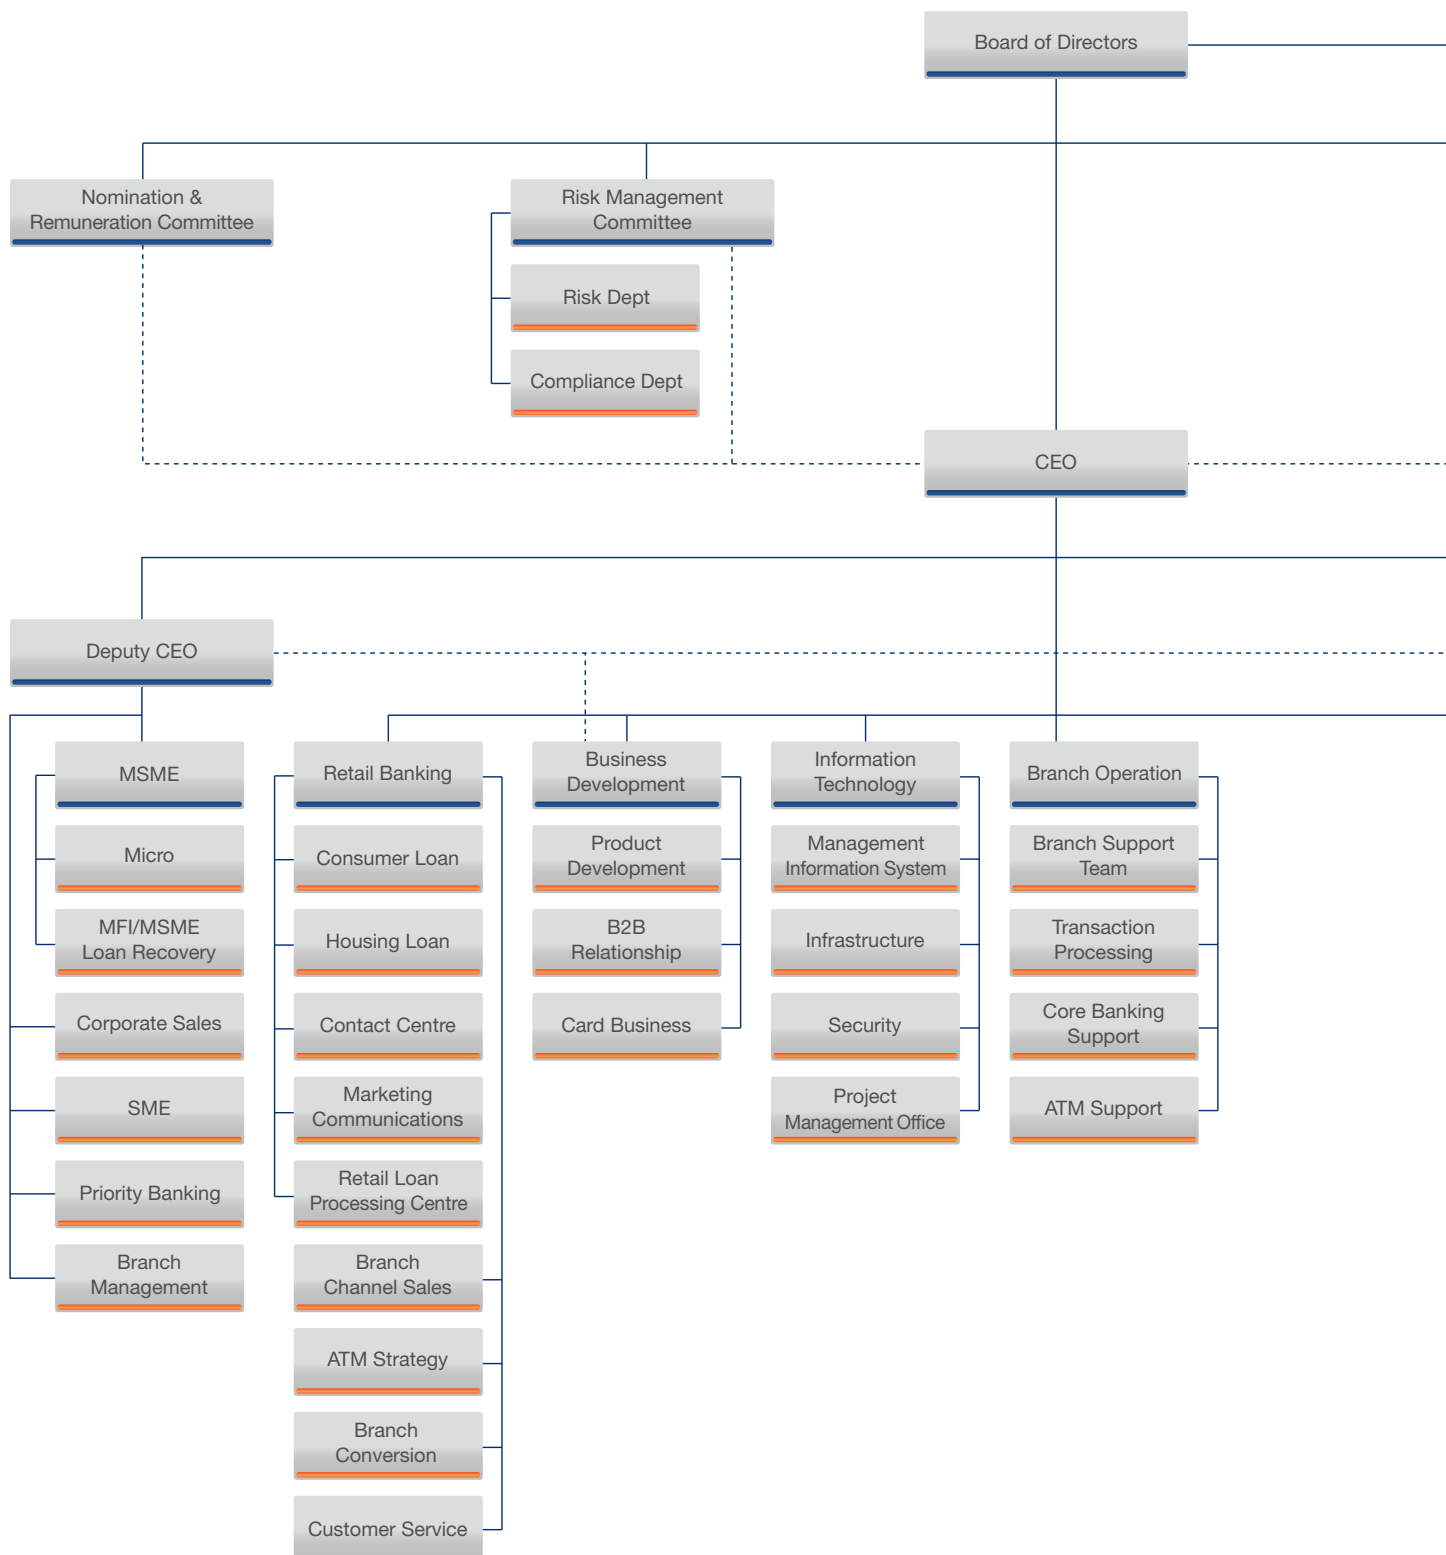 Board of Directors
Nomination &
Remuneration Committee
Risk Management
Committee
Risk Dept
Compliance Dept
CEO
Deputy CEO
MSME
Micro
MFI/MSME
Loan Recovery
Corporate Sales
SME
Priority Banking
Branch
Management
Retail Banking
Consumer Loan
Housing Loan
Contact Centre
Marketing
Communications
Retail Loan
Processing Centre
Branch
Channel Sales
ATM Strategy
Branch
Conversion
Customer Service
Business
Development
Product
Development
B2B
Relationship
Card Business
Information
Technology
Management
Information System
Infrastructure
Security
Project
Management Office
Branch Operation
Branch Support
Team
Transaction
Processing
Core Banking
Support
ATM Support